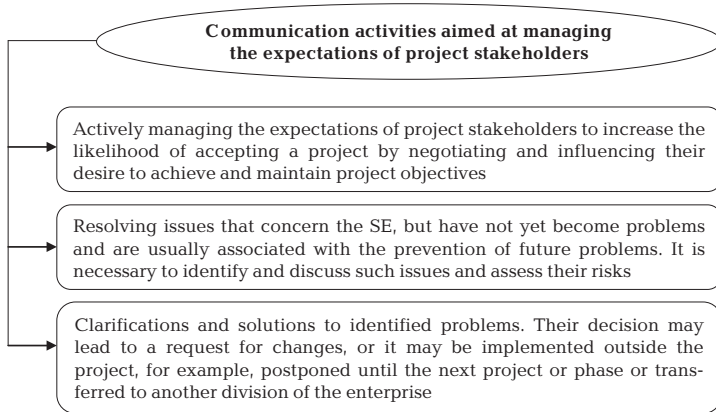 Communication activities aimed at managing
the expectations of project stakeholders
Actively managing the expectations of project stakeholders to increase the
likelihood of accepting a project by negotiating and influencing their
desire to achieve and maintain project objectives
Resolving issues that concern the SE, but have not yet become problems
and are usually associated with the prevention of future problems. It is
necessary to identify and discuss such issues and assess their risks
Clarifications and solutions to identified problems. Their decision may
lead to a request for changes, or it may be implemented outside the
project, for example, postponed until the next project or phase or trans-
ferred to another division of the enterprise